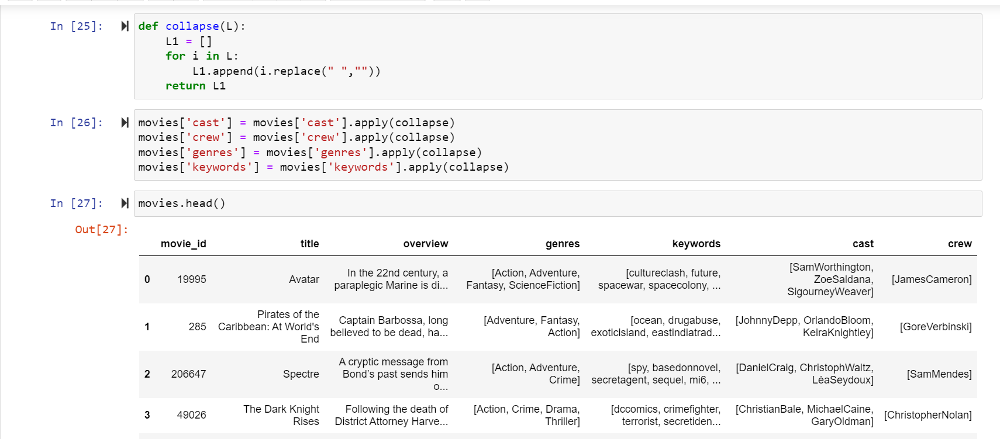 In [25]:
def collapse(L):
    L1 = []
    for i in L:
        L1.append(i.replace(" ",""))
    return L1
In [26]:
movies['cast'] = movies['cast'].apply(collapse)
movies['crew'] = movies['crew'].apply(collapse)
movies['genres'] = movies['genres'].apply(collapse)
movies['keywords'] = movies['keywords'].apply(collapse)
In [27]:
movies.head()
Out[27]:
movie_id title overview genres keywords cast crew
0
19995
Avatar
In the 22nd century, a
paraplegic Marine is di...
[Action, Adventure,
Fantasy, ScienceFiction]
[cultureclash, future,
spacewar, spacecolony, ...
[SamWorthington,
ZoeSaldana,
SigourneyWeaver]
[JamesCameron]
1
285
Pirates of the
Caribbean: At World's
End
Captain Barbossa, long
believed to be dead, ha...
[Adventure, Fantasy,
Action]
[ocean, drugabuse,
exoticisland, eastindiatrad...
[JohnnyDepp, OrlandoBloom,
KeiraKnightley]
[GoreVerbinski]
2
206647
Spectre
A cryptic message from
Bond’s past sends him
o...
[Action, Adventure,
Crime]
[spy, basedonnovel,
secretagent, sequel, mi6, ...
[DanielCraig, ChristophWaltz,
LéaSeydoux]
[SamMendes]
3
49026
The Dark Knight
Rises
Following the death of
District Attorney Harve...
[Action, Crime, Drama,
Thriller]
[dccomics, crimefighter,
terrorist, secretiden...
[ChristianBale, MichaelCaine,
GaryOldman]
[ChristopherNolan]